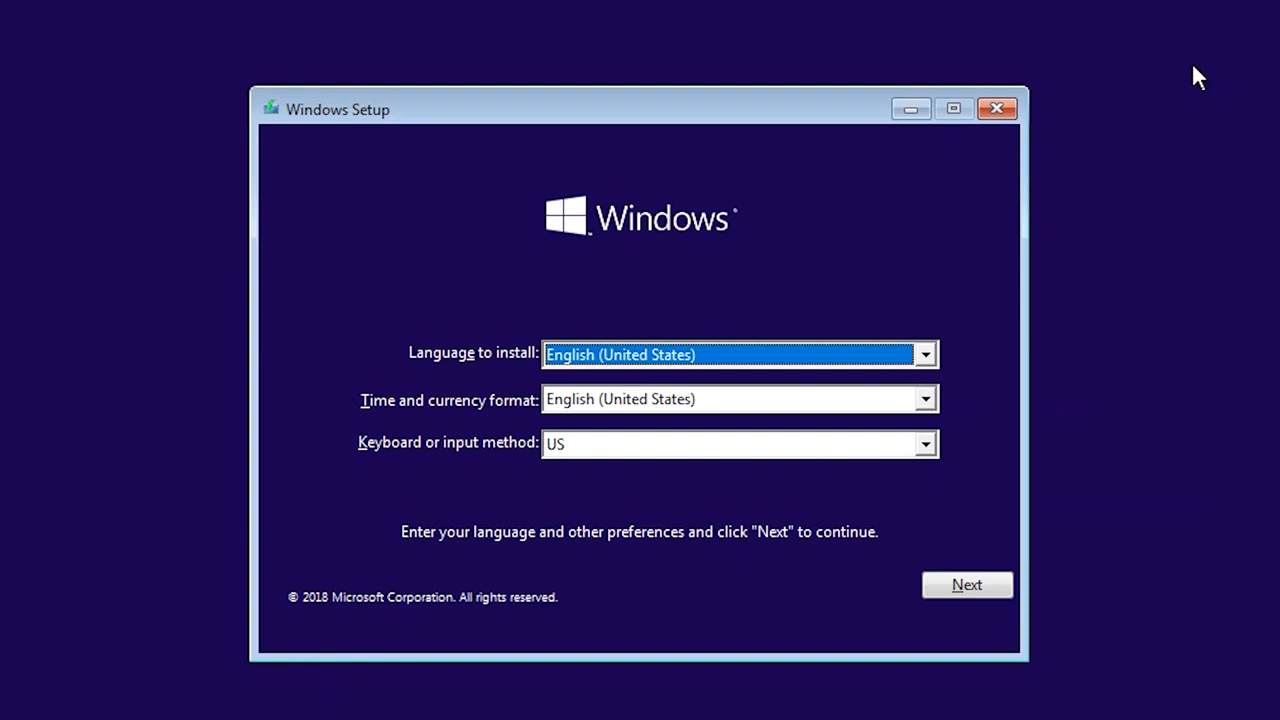 Windows Setup
Windows
Language to install: English (United States)
Time and currency format: English (United States)
Keyboard or input method: US
Enter your language and other preferences and click "Next" to continue.
Next
© 2018 Microsoft Corporation. All rights reserved.